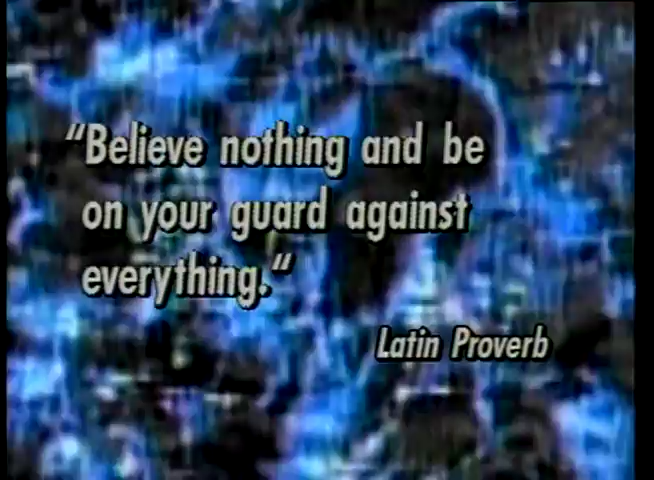 "Believe nothing and be
on your guard against
everything."
Latin Proverb